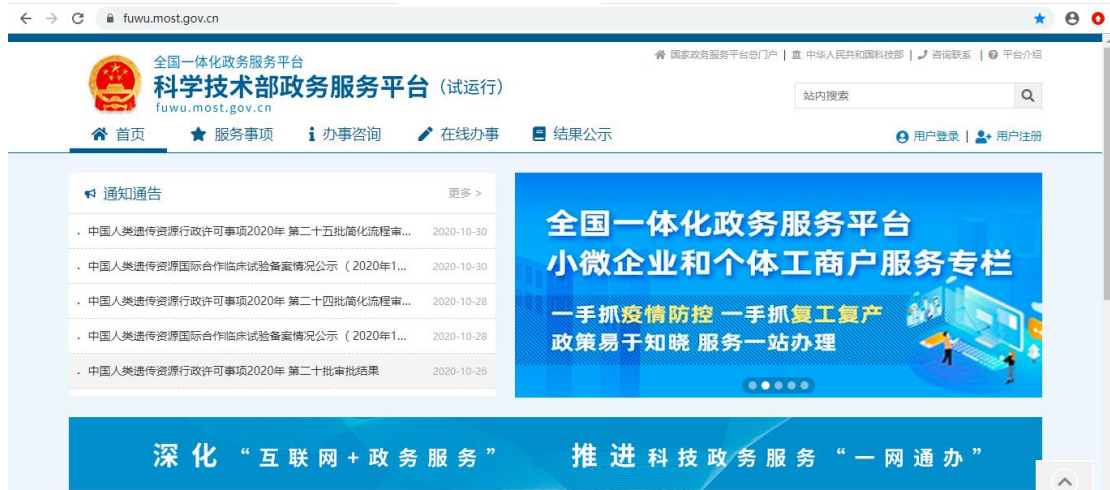 fuwu.most.gov.cn
国家政务服务平台总门户 | 中华人民共和国科技部 | 咨询联系 | 平台介绍
全国一体化政务服务平台
科学技术部政务服务平台（试运行）
fuwu.most.gov.cn
站内搜索
首页 服务事项 办事咨询 在线办事 结果公示
用户登录 | 用户注册
通知通告 更多 >
中国人类遗传资源行政许可事项2020年 第二十五批简化流程审... 2020-10-30
中国人类遗传资源国际合作临床试验备案情况公示（2020年1... 2020-10-30
中国人类遗传资源行政许可事项2020年 第二十四批简化流程审... 2020-10-28
中国人类遗传资源国际合作临床试验备案情况公示（2020年1... 2020-10-28
中国人类遗传资源行政许可事项2020年 第二十批审批结果 2020-10-26
全国一体化政务服务平台
小微企业和个体工商户服务专栏
一手抓疫情防控 一手抓复工复产
政策易于知晓 服务一站办理
深化“互联网+政务服务” 推进科技政务服务“一网通办”